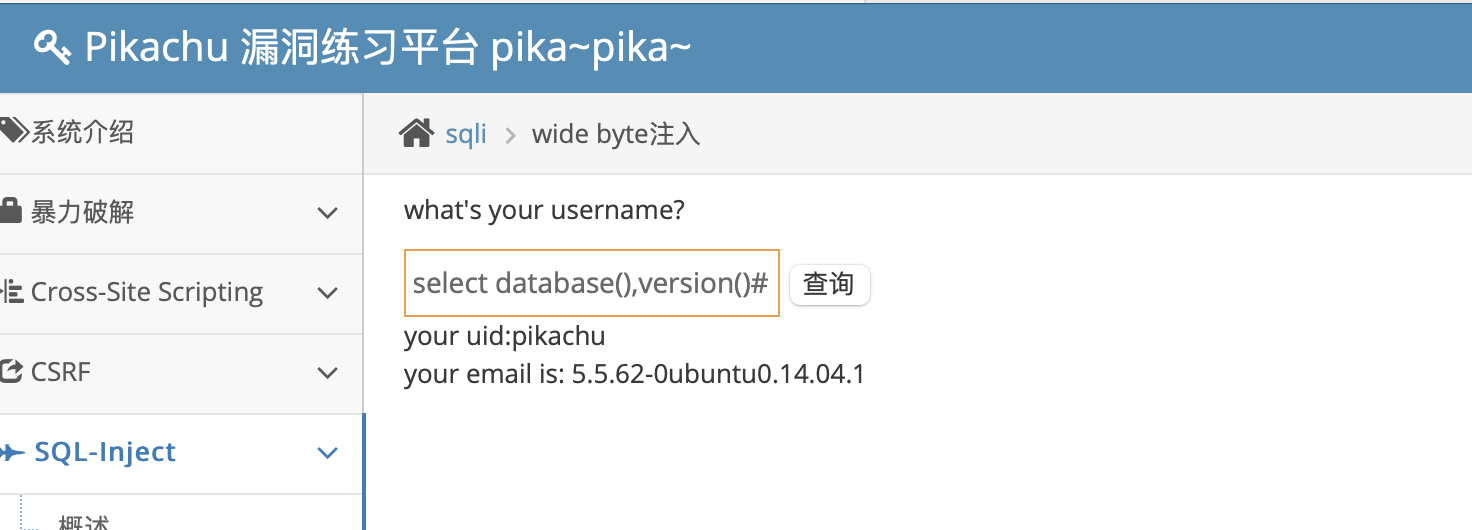 Pikachu 漏洞练习平台 pika~pika~
系统介绍
暴力破解
Cross-Site Scripting
CSRF
SQL-Inject
概述
sqli > wide byte注入
what's your username?
select database(),version()# 查询
your uid:pikachu
your email is: 5.5.62-0ubuntu0.14.04.1